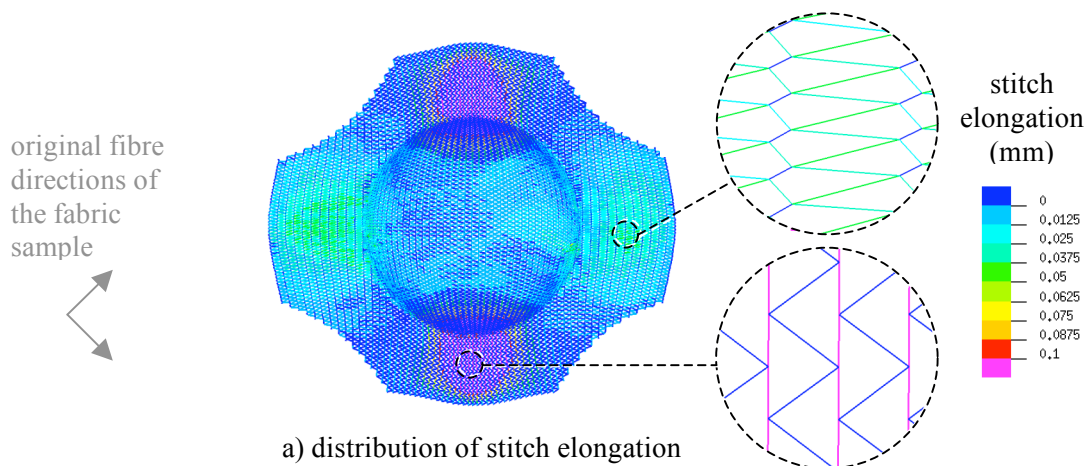 original fibre
directions of
the fabric
sample
stitch
elongation
(mm)
0
0.0125
0.025
0.0375
0.05
0.0625
0.075
0.0875
0.1
a) distribution of stitch elongation